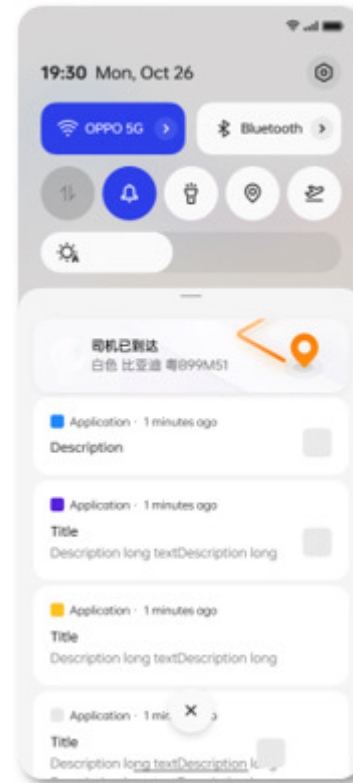 19:30 Mon, Oct 26
OPPO 5G
Bluetooth
司机已到达
白色 比亚迪 粤B99M51
Application · 1 minutes ago
Description
Application · 1 minutes ago
Title
Description long textDescription long
Application · 1 minutes ago
Title
Description long textDescription long
Application · 1
Title
Description long textDescription